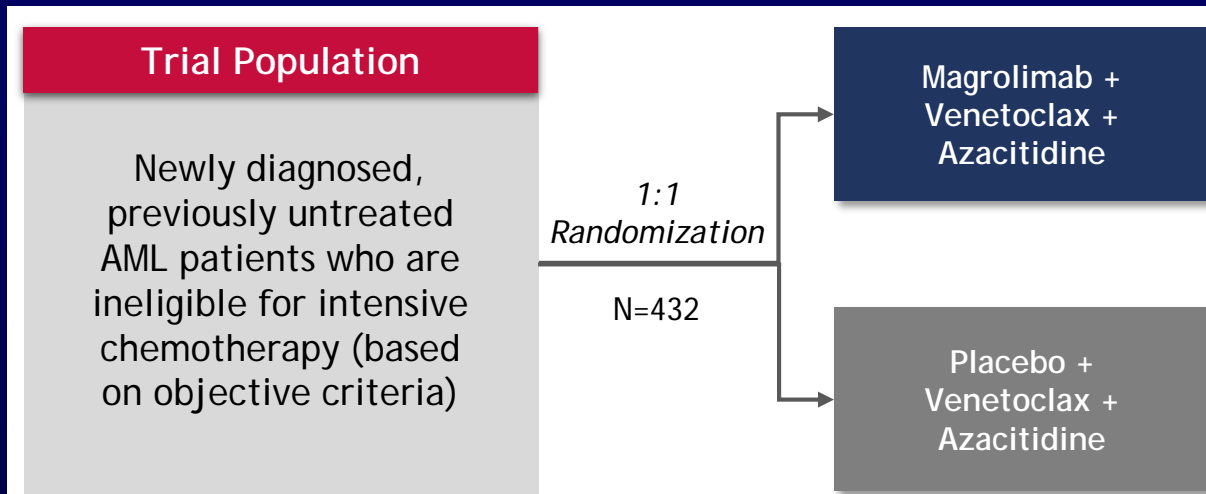 Trial Population
Newly diagnosed,
previously untreated
AML patients who are
ineligible for intensive
chemotherapy (based
on objective criteria)
1:1
Randomization
N=432
Magrolimab +
Venetoclax +
Azacitidine
Placebo +
Venetoclax +
Azacitidine